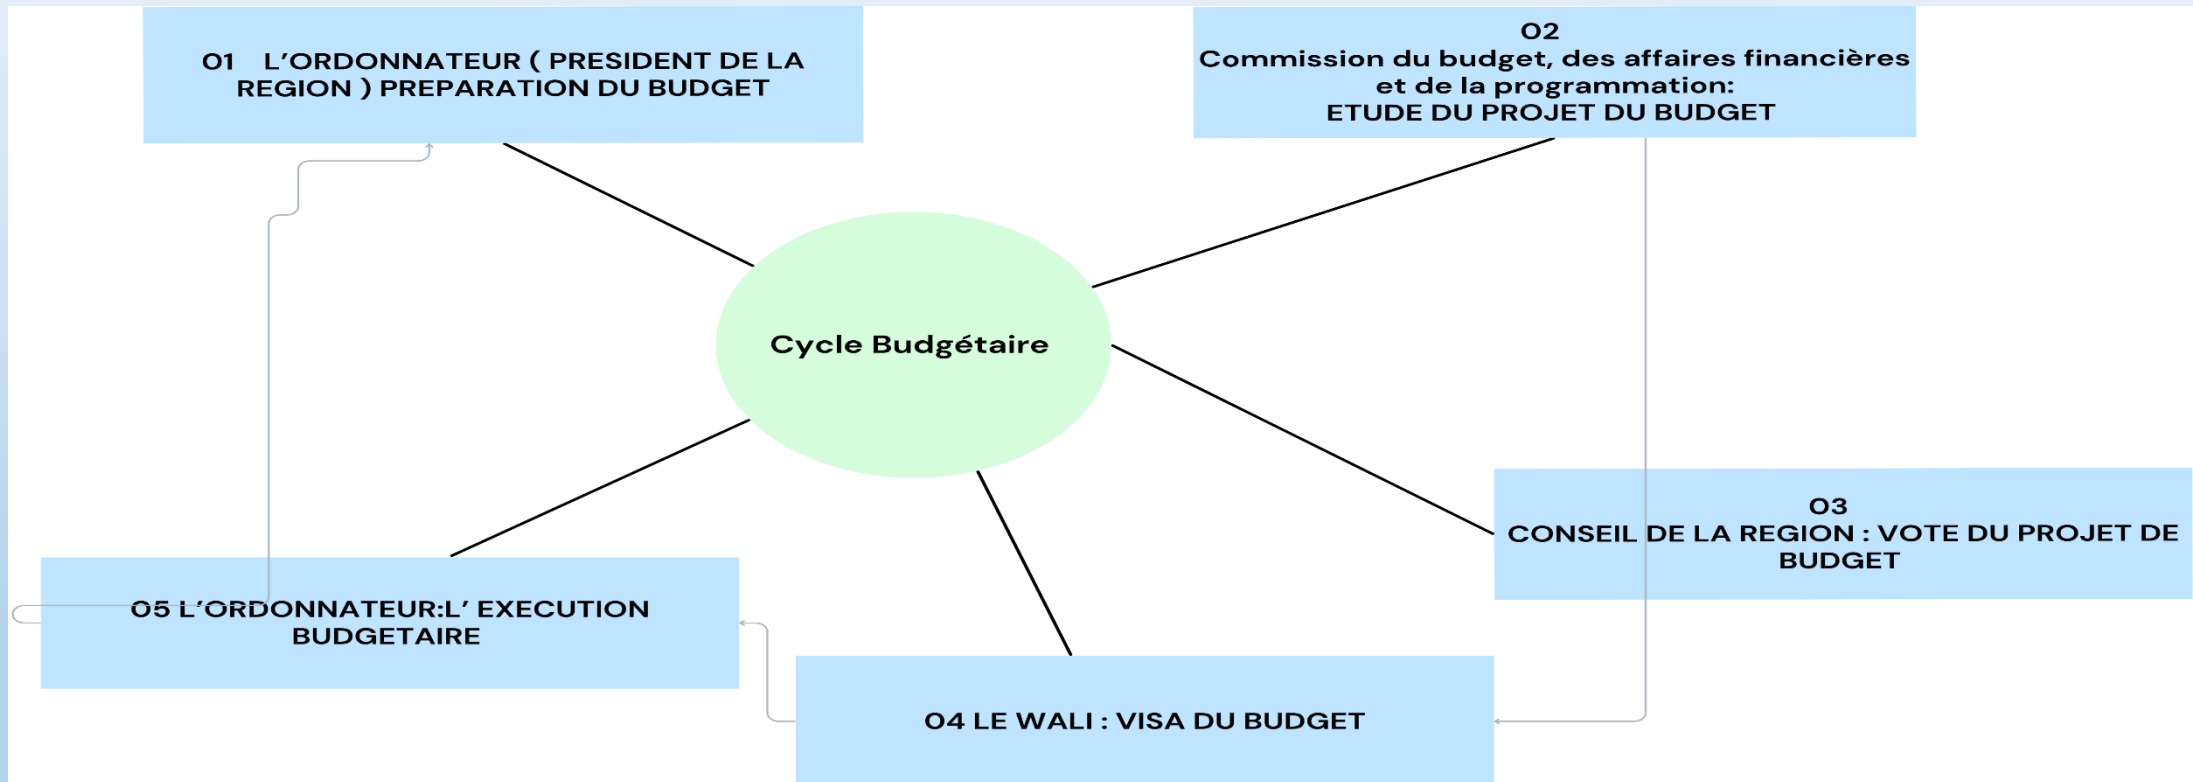 01 L'ORDONNATEUR ( PRESIDENT DE LA
REGION ) PREPARATION DU BUDGET
02
Commission du budget, des affaires financières
et de la programmation:
ETUDE DU PROJET DU BUDGET
Cycle Budgétaire
03
CONSEIL DE LA REGION : VOTE DU PROJET DE
BUDGET
04 LE WALI : VISA DU BUDGET
05 L'ORDONNATEUR:L' EXECUTION
BUDGETAIRE